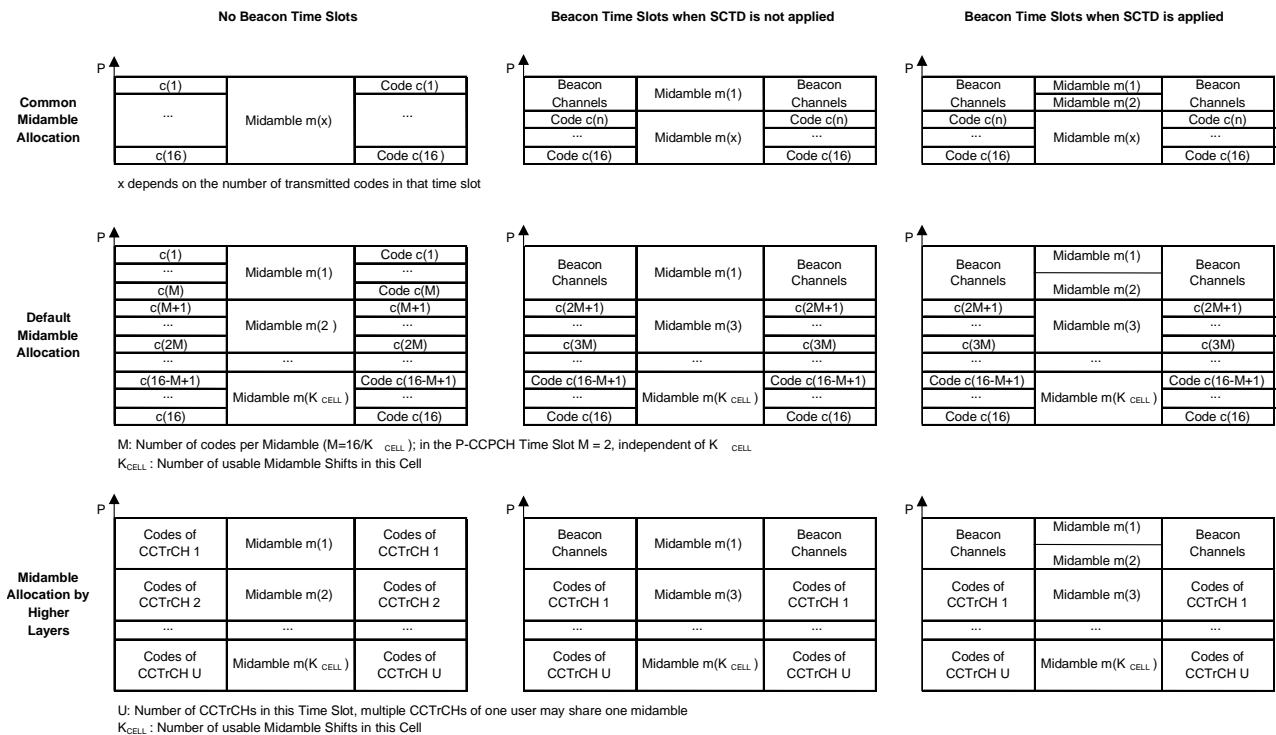 No Beacon Time Slots
Beacon Time Slots when SCTD is not applied
Beacon Time Slots when SCTD is applied
Common
Midamble
Allocation
P
c(1)
...
c(16)
Midamble m(x)
Code c(1)
...
Code c(16)
P
Beacon
Channels
Code c(n)
...
Code c(16)
Midamble m(1)
Midamble m(x)
Beacon
Channels
Code c(n)
...
Code c(16)
P
Beacon
Channels
Code c(n)
...
Code c(16)
Midamble m(1)
Midamble m(2)
Midamble m(x)
Beacon
Channels
Code c(n)
...
Code c(16)
x depends on the number of transmitted codes in that time slot
Default
Midamble
Allocation
P
c(1)
...
c(M)
c(M+1)
...
c(2M)
...
c(16-M+1)
...
c(16)
Midamble m(1)
Midamble m(2 )
...
Midamble m(K CELL )
Code c(1)
...
Code c(M)
c(M+1)
...
c(2M)
...
Code c(16-M+1)
...
Code c(16)
P
Beacon
Channels
c(2M+1)
...
c(3M)
...
Code c(16-M+1)
...
Code c(16)
Midamble m(1)
Midamble m(3)
...
Midamble m(K CELL )
Beacon
Channels
c(2M+1)
...
c(3M)
...
Code c(16-M+1)
...
Code c(16)
P
Beacon
Channels
c(2M+1)
...
c(3M)
...
Code c(16-M+1)
...
Code c(16)
Midamble m(1)
Midamble m(2)
Midamble m(3)
...
Midamble m(K CELL )
Beacon
Channels
c(2M+1)
...
c(3M)
...
Code c(16-M+1)
...
Code c(16)
M: Number of codes per Midamble (M=16/K CELL ); in the P-CCPCH Time Slot M = 2, independent of K CELL
KCELL : Number of usable Midamble Shifts in this Cell
Midamble
Allocation by
Higher
Layers
P
Codes of
CCTrCH 1
Codes of
CCTrCH 2
...
Codes of
CCTrCH U
Midamble m(1)
Midamble m(2)
...
Midamble m(K CELL )
Codes of
CCTrCH 1
Codes of
CCTrCH 2
...
Codes of
CCTrCH U
P
Beacon
Channels
Codes of
CCTrCH 1
...
Codes of
CCTrCH U
Midamble m(1)
Midamble m(3)
...
Midamble m(K CELL )
Beacon
Channels
Codes of
CCTrCH 1
...
Codes of
CCTrCH U
P
Beacon
Channels
Codes of
CCTrCH 1
...
Codes of
CCTrCH U
Midamble m(1)
Midamble m(2)
Midamble m(3)
...
Midamble m(K CELL )
Beacon
Channels
Codes of
CCTrCH 1
...
Codes of
CCTrCH U
U: Number of CCTrCHs in this Time Slot, multiple CCTrCHs of one user may share one midamble
KCELL : Number of usable Midamble Shifts in this Cell